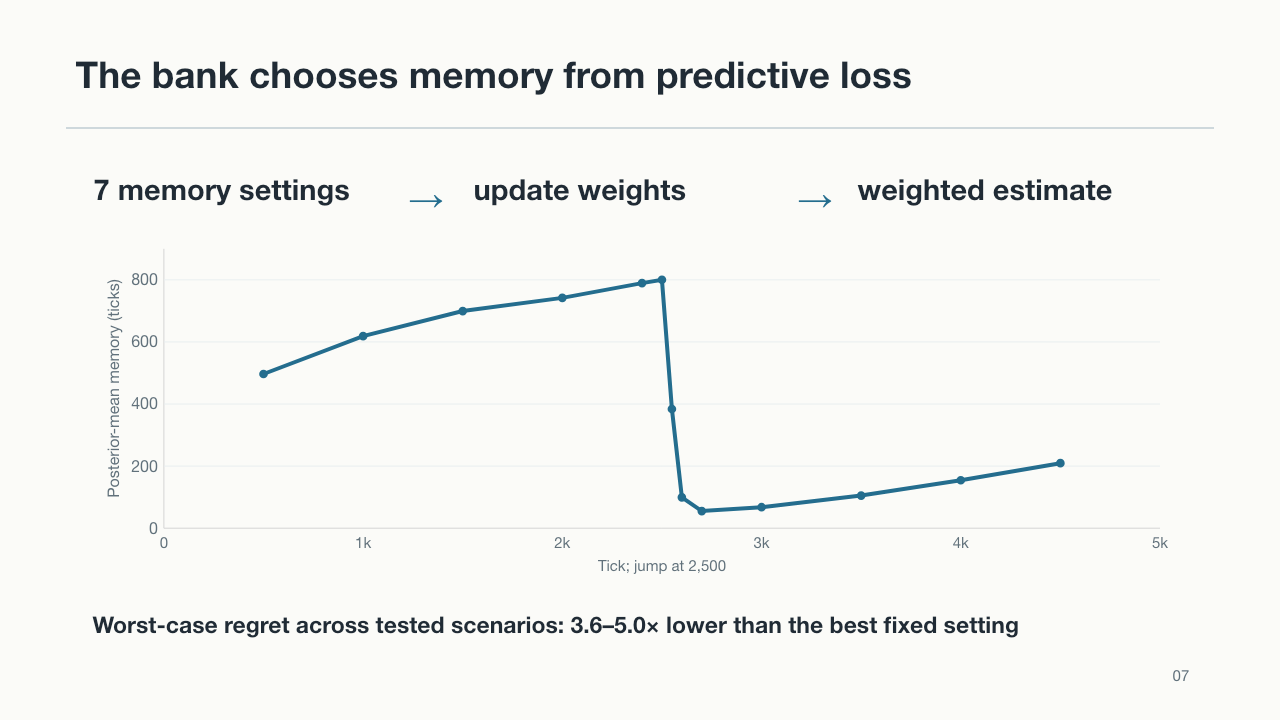 The bank chooses memory from predictive loss
7 memory settings → update weights → weighted estimate
Posterior-mean memory (ticks)
800
600
400
200
0
0 1k 2k 3k 4k 5k
Tick; jump at 2,500
Worst-case regret across tested scenarios: 3.6–5.0× lower than the best fixed setting
07